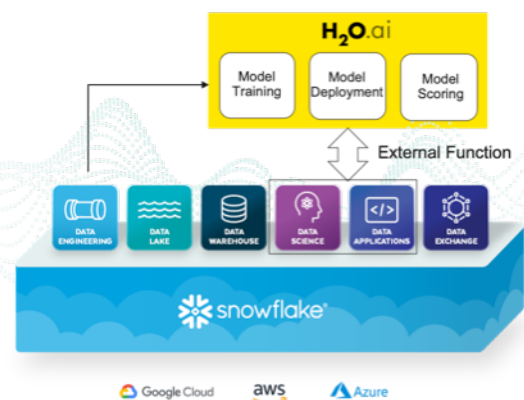 H2O.ai
Model
Training
Model
Deployment
Model
Scoring
External Function
DATA
ENGINEERING
DATA
LAKE
DATA
WAREHOUSE
DATA
SCIENCE
</>
DATA
APPLICATIONS
DATA
EXCHANGE
snowflake®
Google Cloud
aws
Azure